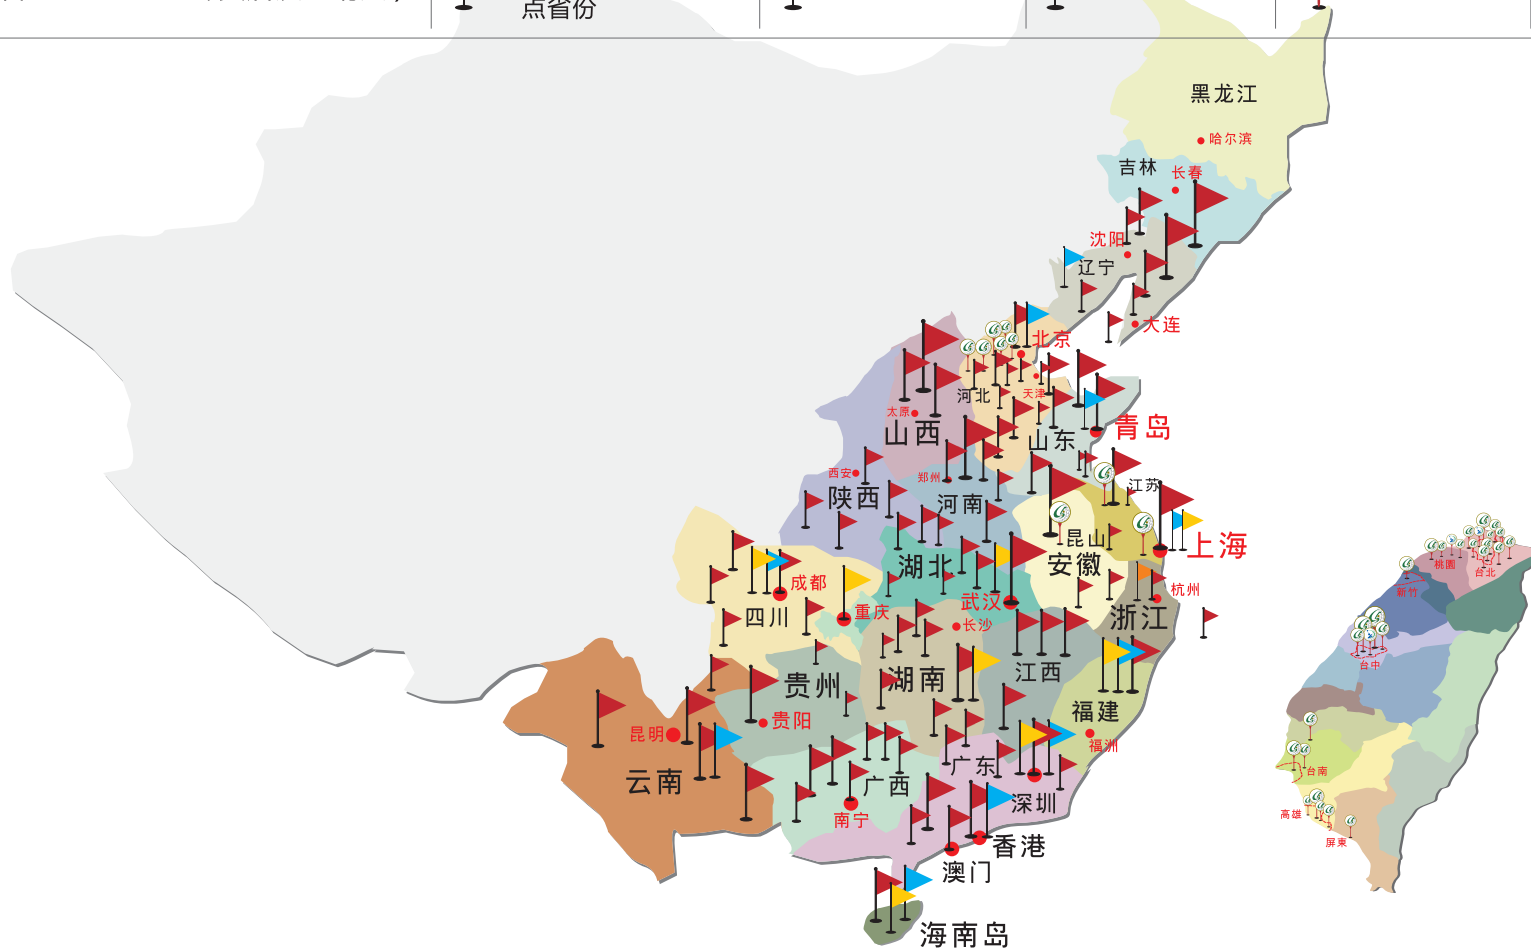 点省份
黑龙江
哈尔滨
吉林
长春
沈阳
辽宁
大连
北京
河北
天津
太原
山西
山东
青岛
西安
陕西
郑州
河南
江苏
昆山
上海
湖北
安徽
成都
杭州
四川
重庆
武汉
长沙
浙江
贵州
湖南
江西
贵阳
福建
昆明
福州
云南
广西
广东
深圳
南宁
香港
澳门
海南岛
桃園
台北
新竹
台中
台南
高雄
屏東